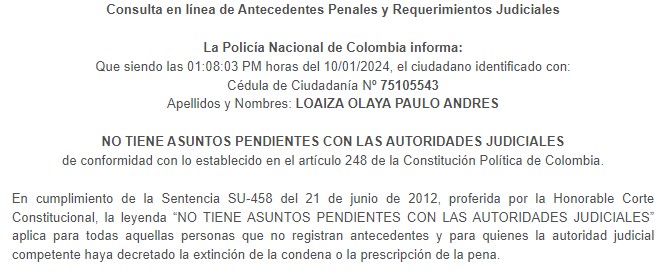 Consulta en línea de Antecedentes Penales y Requerimientos Judiciales
La Policía Nacional de Colombia informa:
Que siendo las 01:08:03 PM horas del 10/01/2024, el ciudadano identificado con:
Cédula de Ciudadanía Nº 75105543
Apellidos y Nombres: LOAIZA OLAYA PAULO ANDRES
NO TIENE ASUNTOS PENDIENTES CON LAS AUTORIDADES JUDICIALES
de conformidad con lo establecido en el artículo 248 de la Constitución Política de Colombia.
En cumplimiento de la Sentencia SU-458 del 21 de junio de 2012, proferida por la Honorable Corte
Constitucional, la leyenda “NO TIENE ASUNTOS PENDIENTES CON LAS AUTORIDADES JUDICIALES”
aplica para todas aquellas personas que no registran antecedentes y para quienes la autoridad judicial
competente haya decretado la extinción de la condena o la prescripción de la pena.